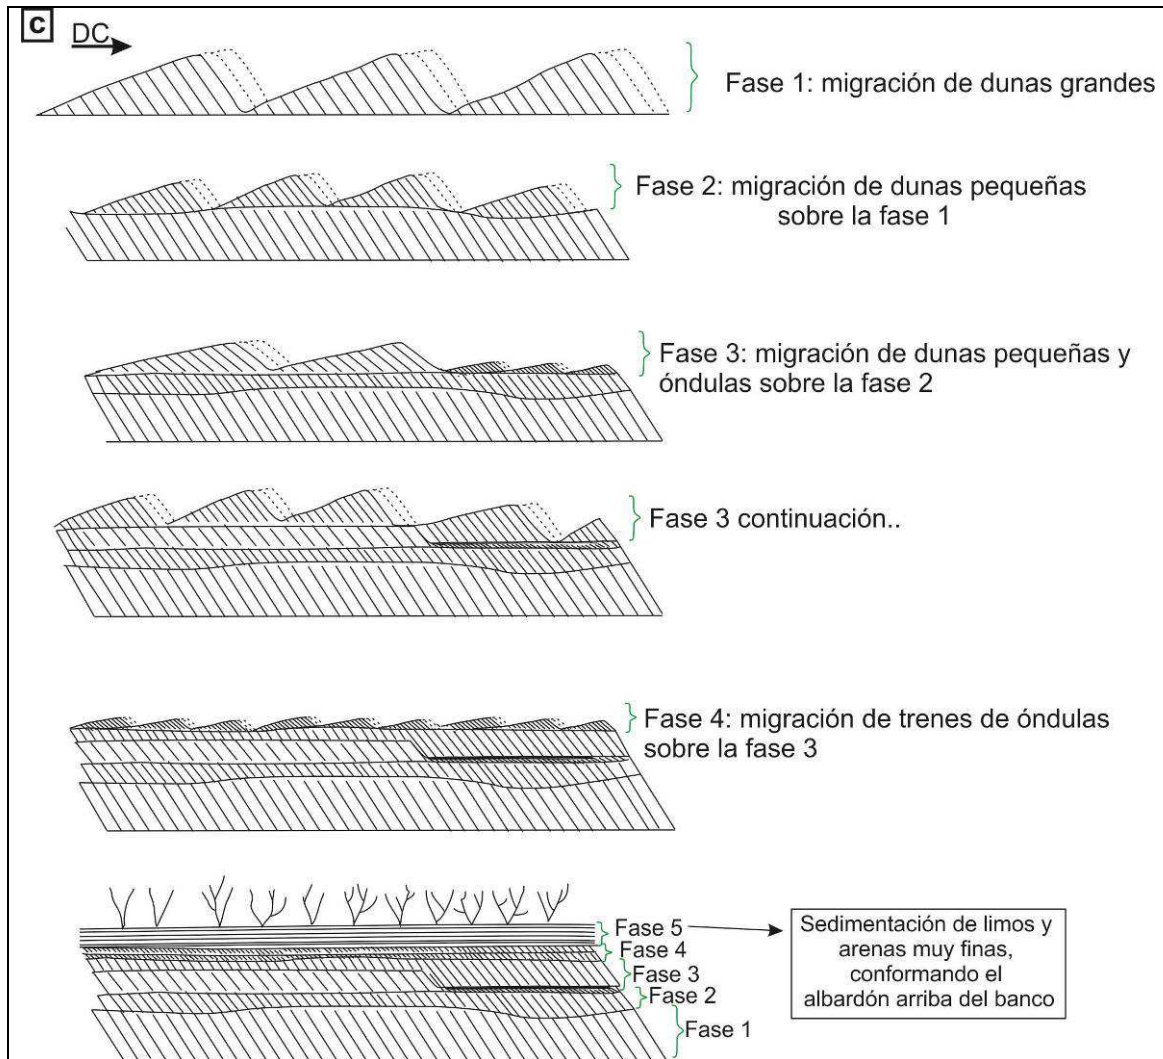 c
DC
Fase 1: migración de dunas grandes
Fase 2: migración de dunas pequeñas
sobre la fase 1
Fase 3: migración de dunas pequeñas y
óndulas sobre la fase 2
Fase 3 continuación..
Fase 4: migración de trenes de óndulas
sobre la fase 3
Fase 5
Fase 4
Fase 3
Fase 2
Fase 1
Sedimentación de limos y
arenas muy finas,
conformando el
albardón arriba del banco